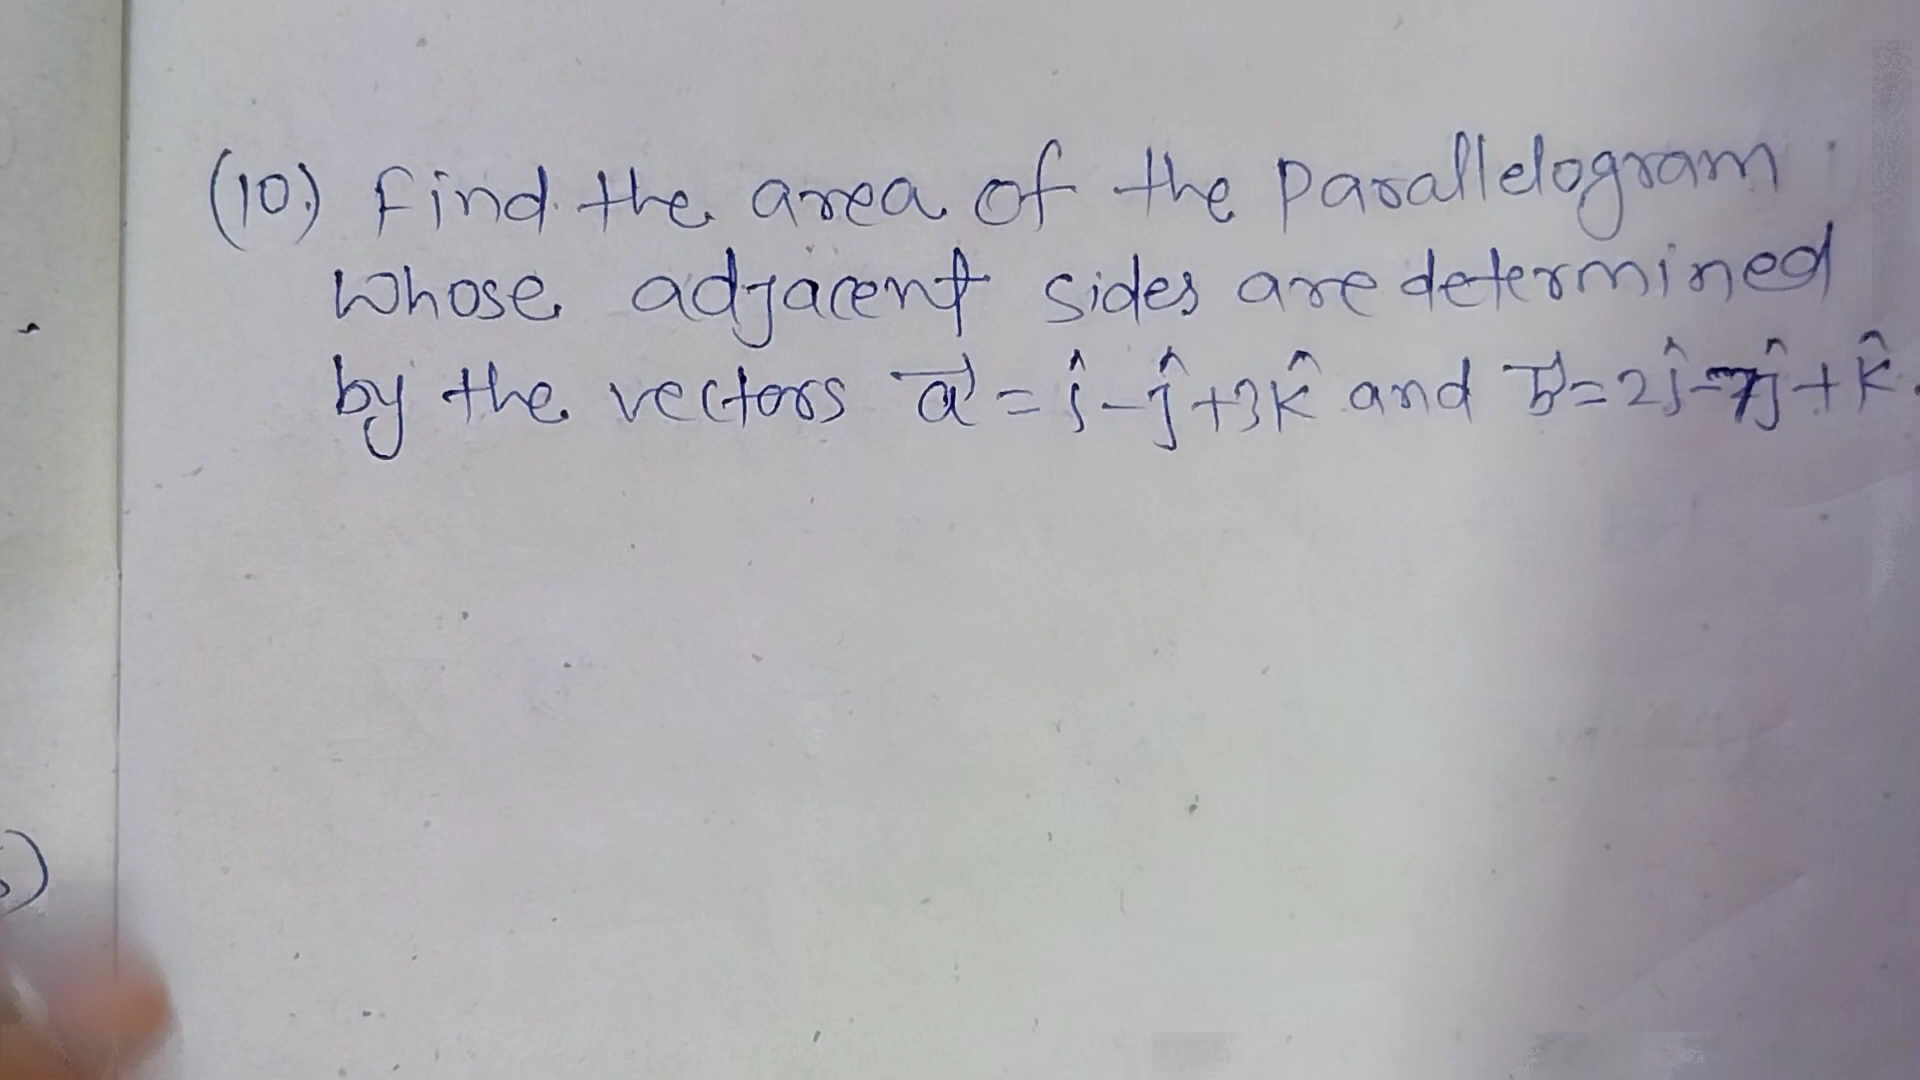 (10.) Find the area of the parallelogram
whose adjacent sides are determined
by the vectors a⃗ = î - ĵ + 3k̂ and b⃗ = 2î - 7ĵ + k̂.
)